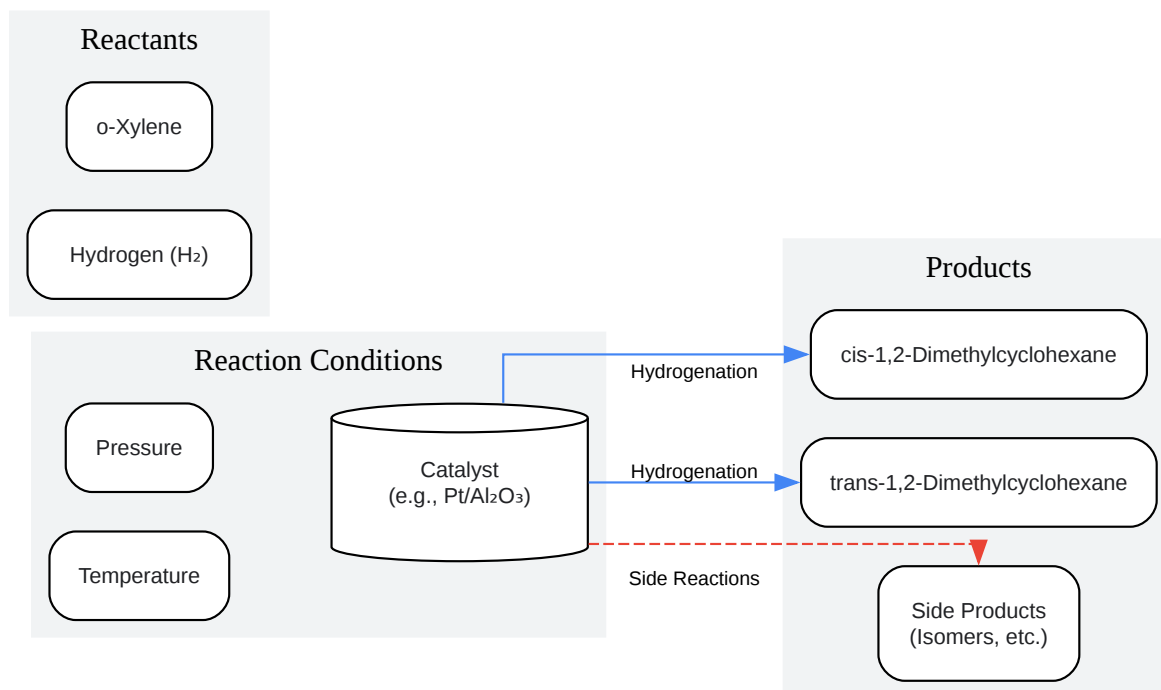 Reactants
o-Xylene
Hydrogen (H₂)
Reaction Conditions
Pressure
Temperature
Catalyst
(e.g., Pt/Al₂O₃)
Hydrogenation
Hydrogenation
Side Reactions
Products
cis-1,2-Dimethylcyclohexane
trans-1,2-Dimethylcyclohexane
Side Products
(Isomers, etc.)